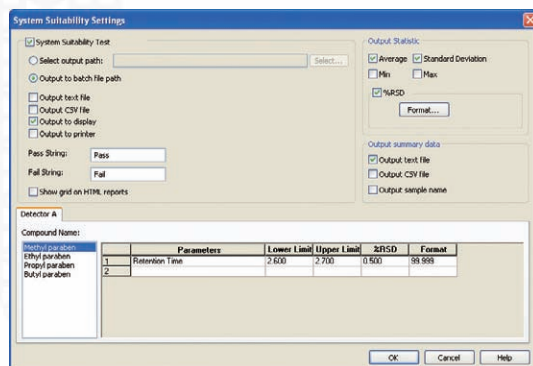 System Suitability Settings
System Suitability Test
Select output path:
Select...
Output to batch file path
Output text file
Output CSV file
Output to display
Output to printer
Pass String: Pass
Fail String: Fail
Show grid on HTML reports
Output Statistic
Average Standard Deviation
Min Max
%RSD
Format...
Output summary data
Output text file
Output CSV file
Output sample name
Detector A
Compound Name:
Methyl paraben
Ethyl paraben
Propyl paraben
Butyl paraben
Parameters Lower Limit Upper Limit %RSD Format
1 Retention Time 2.600 2.700 0.500 99.999
2
OK Cancel Help